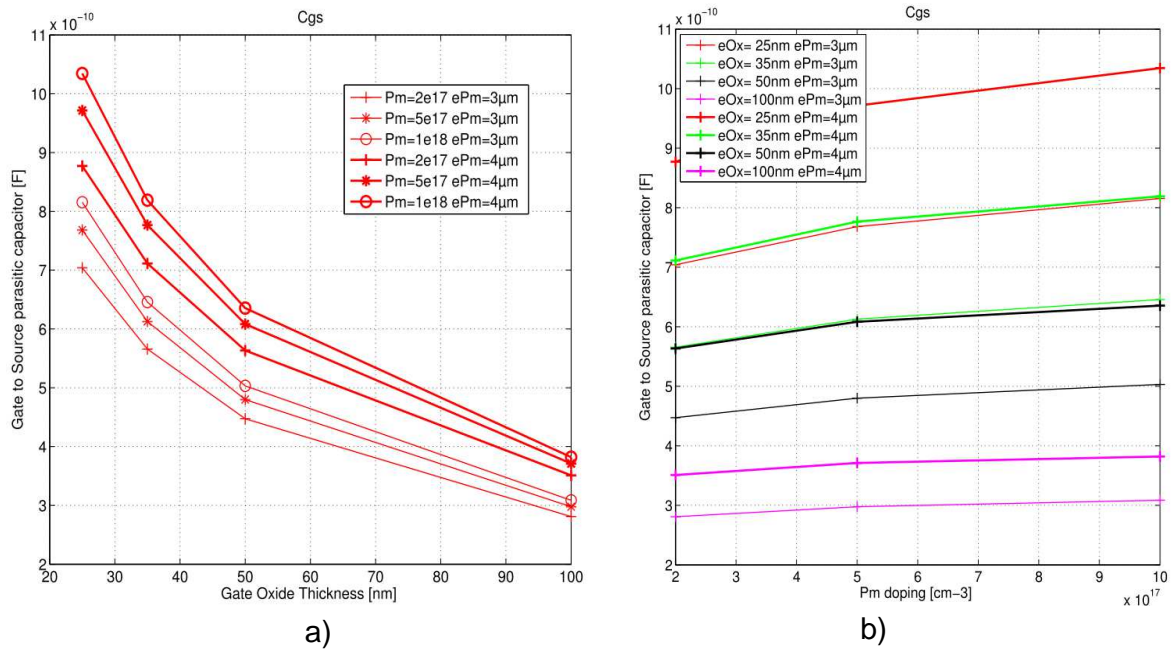 Cgs
x 10^-10
11
10
9
8
7
6
5
4
3
2
Gate to Source parasitic capacitor [F]
Pm=2e17 ePm=3µm
Pm=5e17 ePm=3µm
Pm=1e18 ePm=3µm
Pm=2e17 ePm=4µm
Pm=5e17 ePm=4µm
Pm=1e18 ePm=4µm
20 30 40 50 60 70 80 90 100
Gate Oxide Thickness [nm]
a)
Cgs
x 10^-10
11
10
9
8
7
6
5
4
3
2
Gate to Source parasitic capacitor [F]
eOx= 25nm ePm=3µm
eOx= 35nm ePm=3µm
eOx= 50nm ePm=3µm
eOx=100nm ePm=3µm
eOx= 25nm ePm=4µm
eOx= 35nm ePm=4µm
eOx= 50nm ePm=4µm
eOx=100nm ePm=4µm
2 3 4 5 6 7 8 9 10
Pm doping [cm-3]
x 10^17
b)